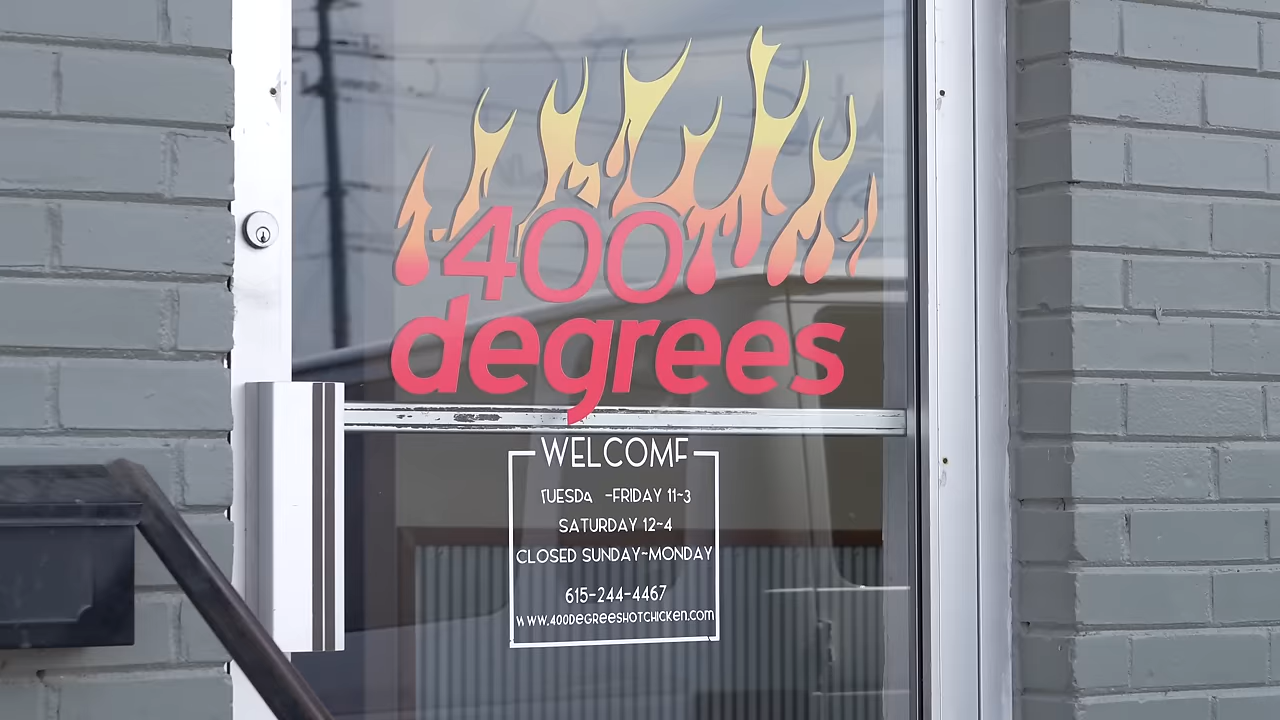 400
degrees
WELCOME
TUESDA -FRIDAY 11~3
SATURDAY 12~4
CLOSED SUNDAY~MONDAY
615-244-4467
www.400DegreesHotChicken.com